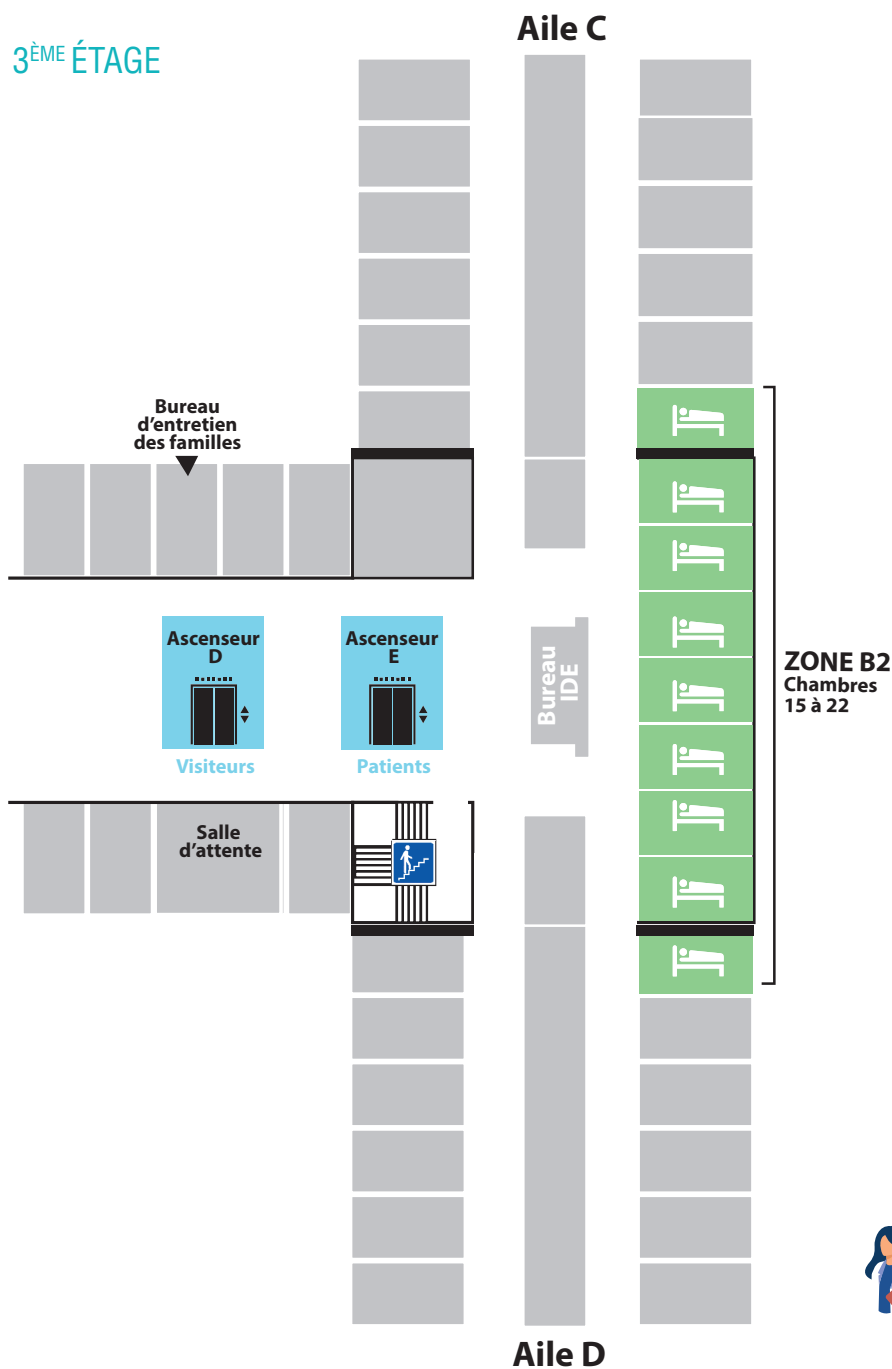 Aile C
3ÈME ÉTAGE
Bureau
d'entretien
des familles
Ascenseur
D
Visiteurs
Ascenseur
E
Patients
Bureau
IDE
ZONE B2
Chambres
15 à 22
Salle
d'attente
Aile D